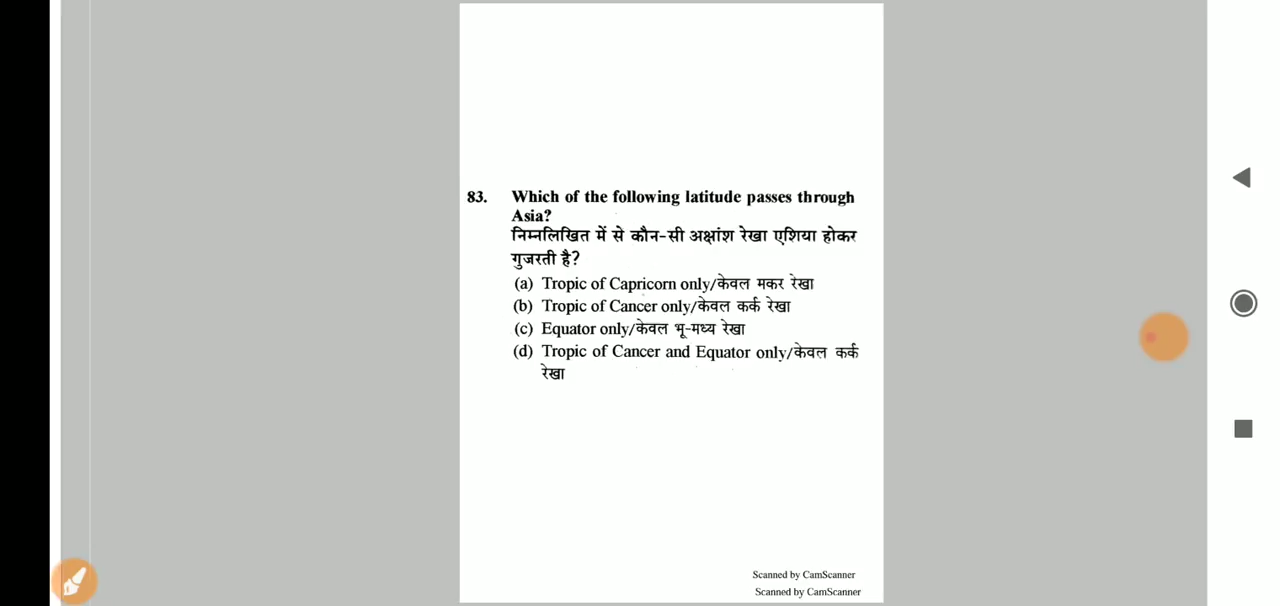 83. Which of the following latitude passes through
Asia?
निम्नलिखित में से कौन-सी अक्षांश रेखा एशिया होकर
गुजरती है?
(a) Tropic of Capricorn only/केवल मकर रेखा
(b) Tropic of Cancer only/केवल कर्क रेखा
(c) Equator only/केवल भू-मध्य रेखा
(d) Tropic of Cancer and Equator only/केवल कर्क
रेखा
Scanned by CamScanner
Scanned by CamScanner